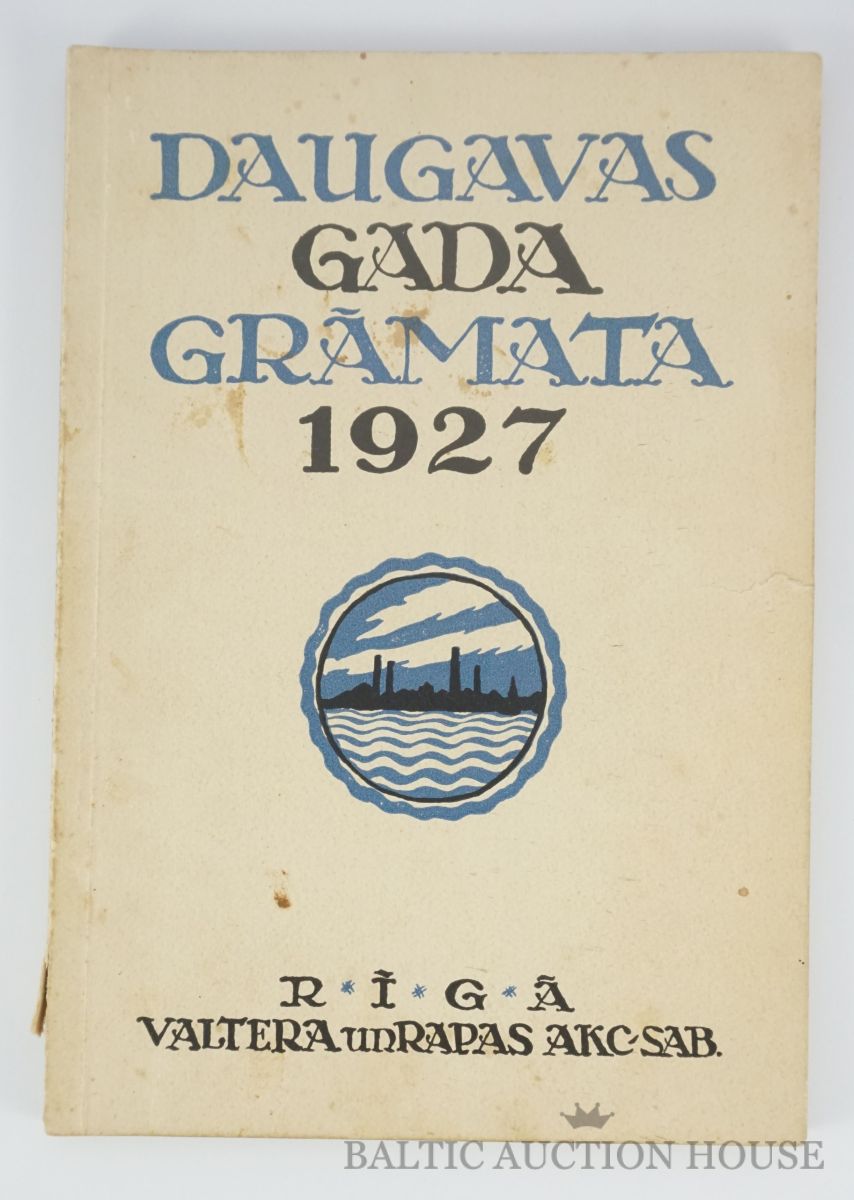 DAUGAVAS
GADA
GRĀMATA
1927
R * Ī * G * Ā
VALTERA un RAPAS AKC-SAB.
BALTIC AUCTION HOUSE